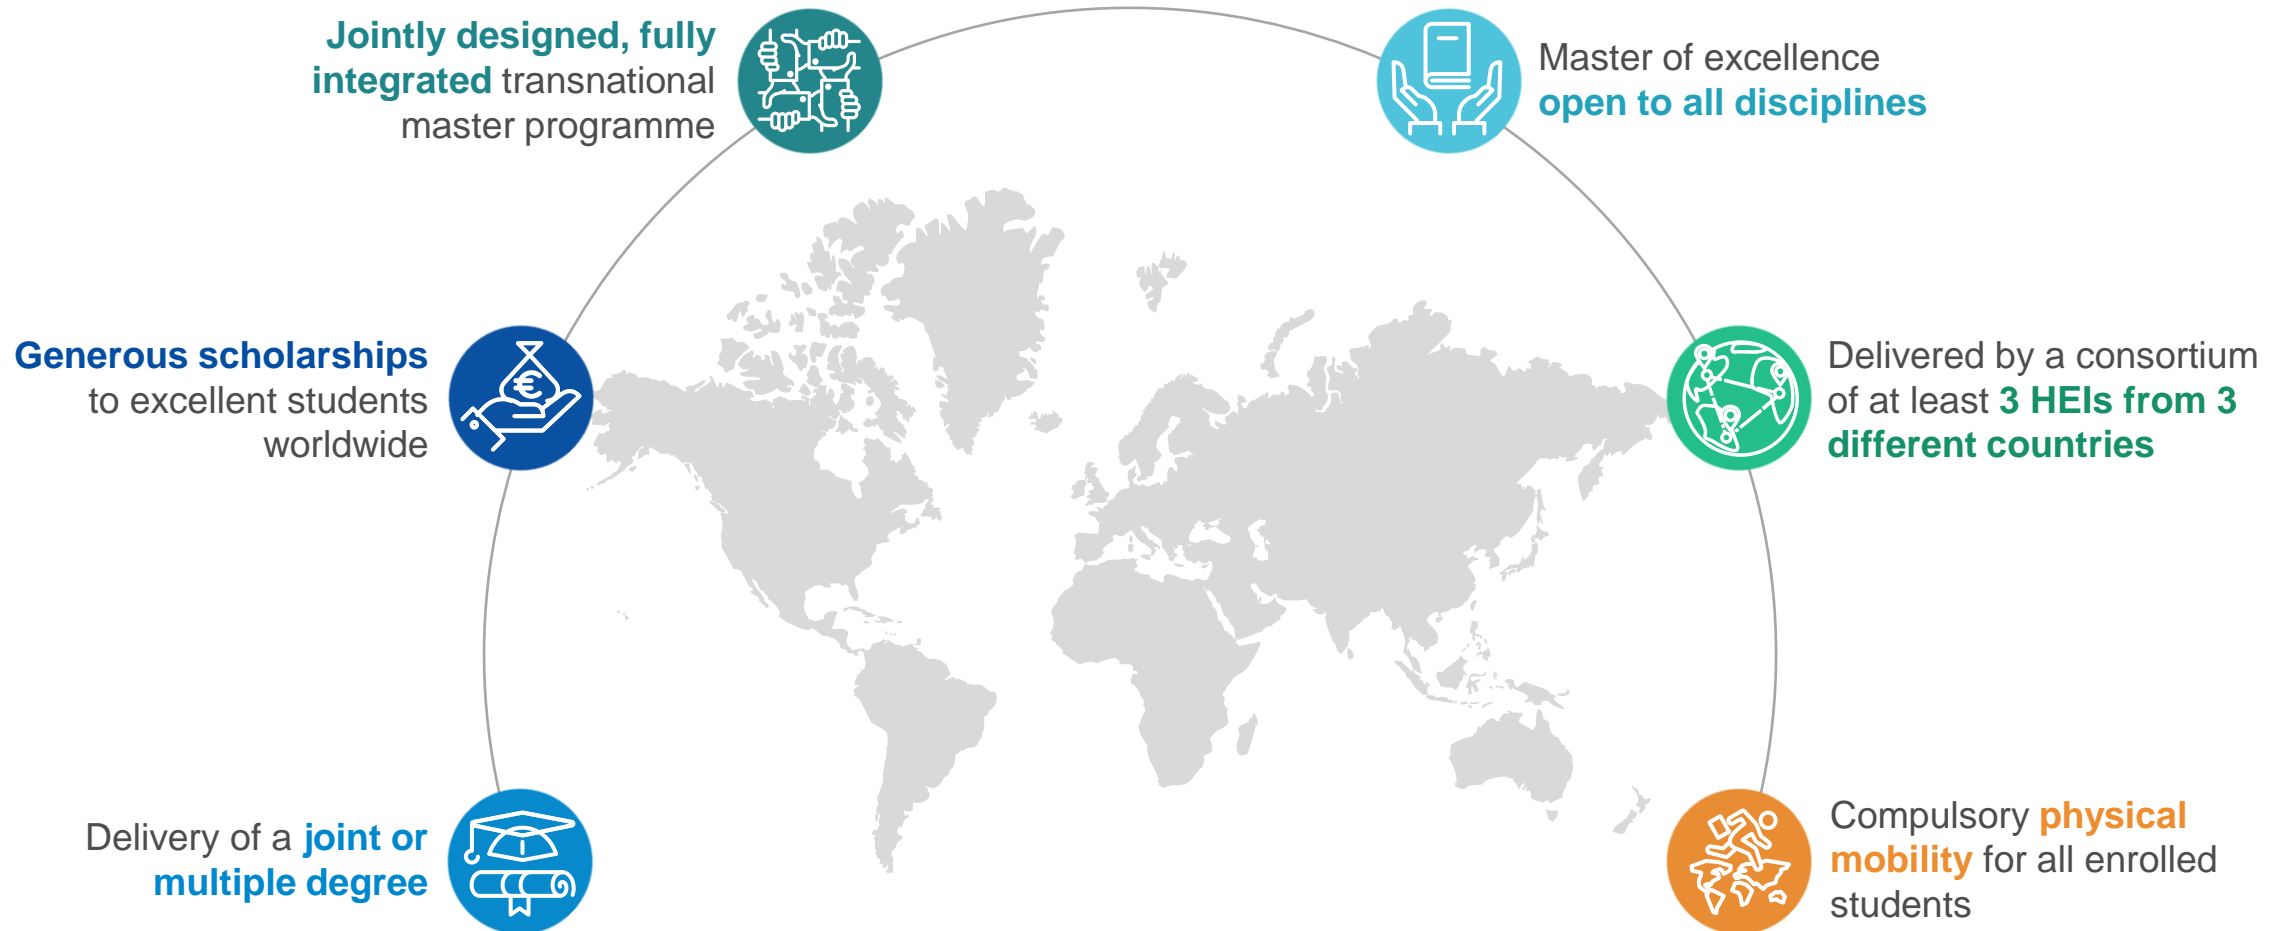 Jointly designed, fully
integrated transnational
master programme
Master of excellence
open to all disciplines
Generous scholarships
to excellent students
worldwide
Delivered by a consortium
of at least 3 HEIs from 3
different countries
Delivery of a joint or
multiple degree
Compulsory physical
mobility for all enrolled
students